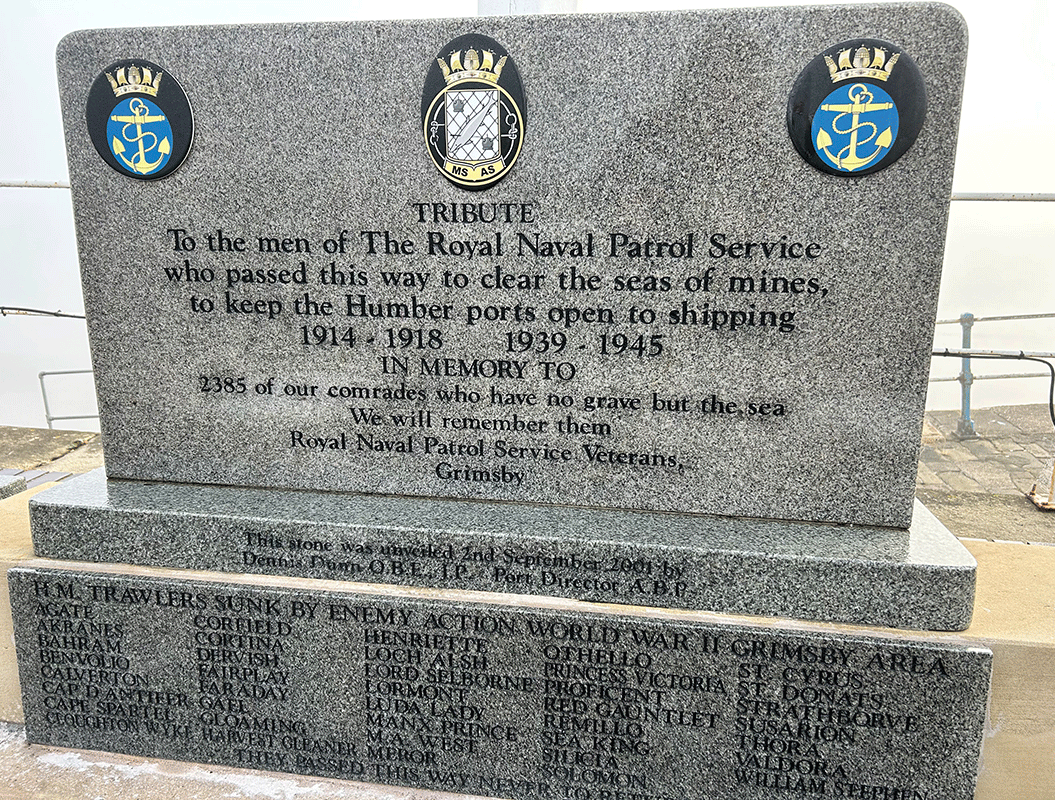 MS AS
TRIBUTE
To the men of The Royal Naval Patrol Service
who passed this way to clear the seas of mines,
to keep the Humber ports open to shipping
1914 - 1918 1939 - 1945
IN MEMORY TO
2385 of our comrades who have no grave but the sea
We will remember them
Royal Naval Patrol Service Veterans,
Grimsby
This stone was unveiled 2nd September 2001 by
Dennis Dunn O.B.E., J.P. Port Director A.B.P.
H.M. TRAWLERS SUNK BY ENEMY ACTION WORLD WAR II GRIMSBY AREA
AGATE
AKRANES
BAHRAM
BENVOLIO
CALVERTON
CAP D ANTIFER
CAPE SPARTEL
CLOUGHTON WYKE
CORFIELD
CORTINA
DERVISH
FAIRPLAY
FARADAY
GAEL
GLOAMING
HARVEST GLEANER
HENRIETTE
LOCH ALSH
LORD SELBORNE
LORMONT
LUDA LADY
MANX PRINCE
M.A. WEST
MEROR
OTHELLO
PRINCESS VICTORIA
PROFICENT
RED GAUNTLET
REMILLO
SEA KING
SILICIA
SOLOMON
ST. CYRUS
ST. DONATS
STRATHBORVE
SUSARION
THORA
VALDORA
WILLIAM STEPHEN
THEY PASSED THIS WAY NEVER TO